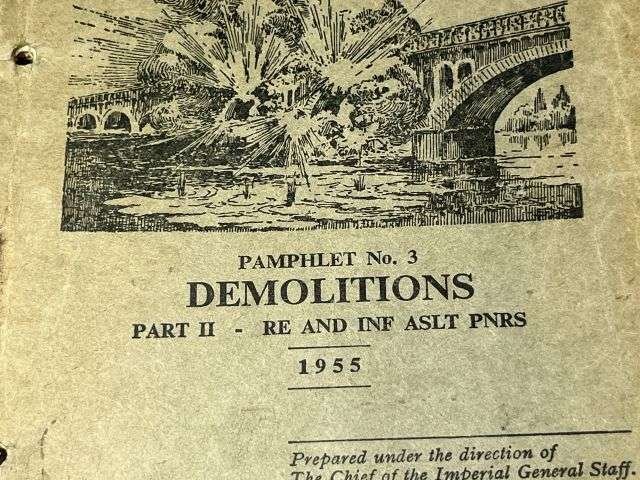 PAMPHLET No. 3
DEMOLITIONS
PART II - RE AND INF ASLT PNRS
1955
Prepared under the direction of
The Chief of the Imperial General Staff.